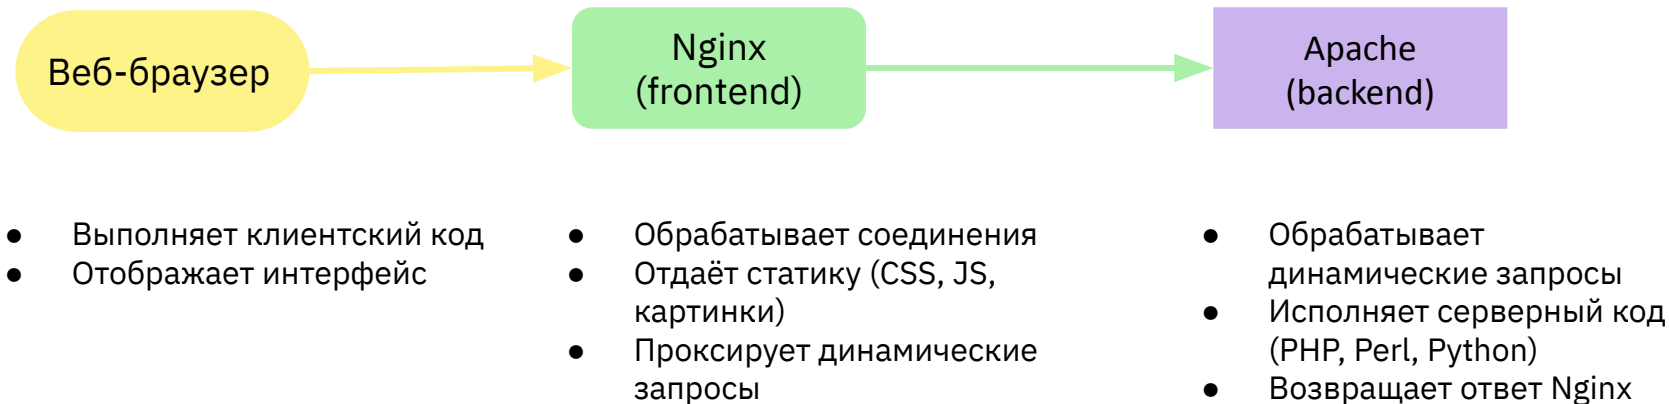 Веб-браузер
Nginx
(frontend)
Apache
(backend)
● Выполняет клиентский код
● Отображает интерфейс
● Обрабатывает соединения
● Отдаёт статику (CSS, JS,
картинки)
● Проксирует динамические
запросы
● Обрабатывает
динамические запросы
● Исполняет серверный код
(PHP, Perl, Python)
● Возвращает ответ Nginx